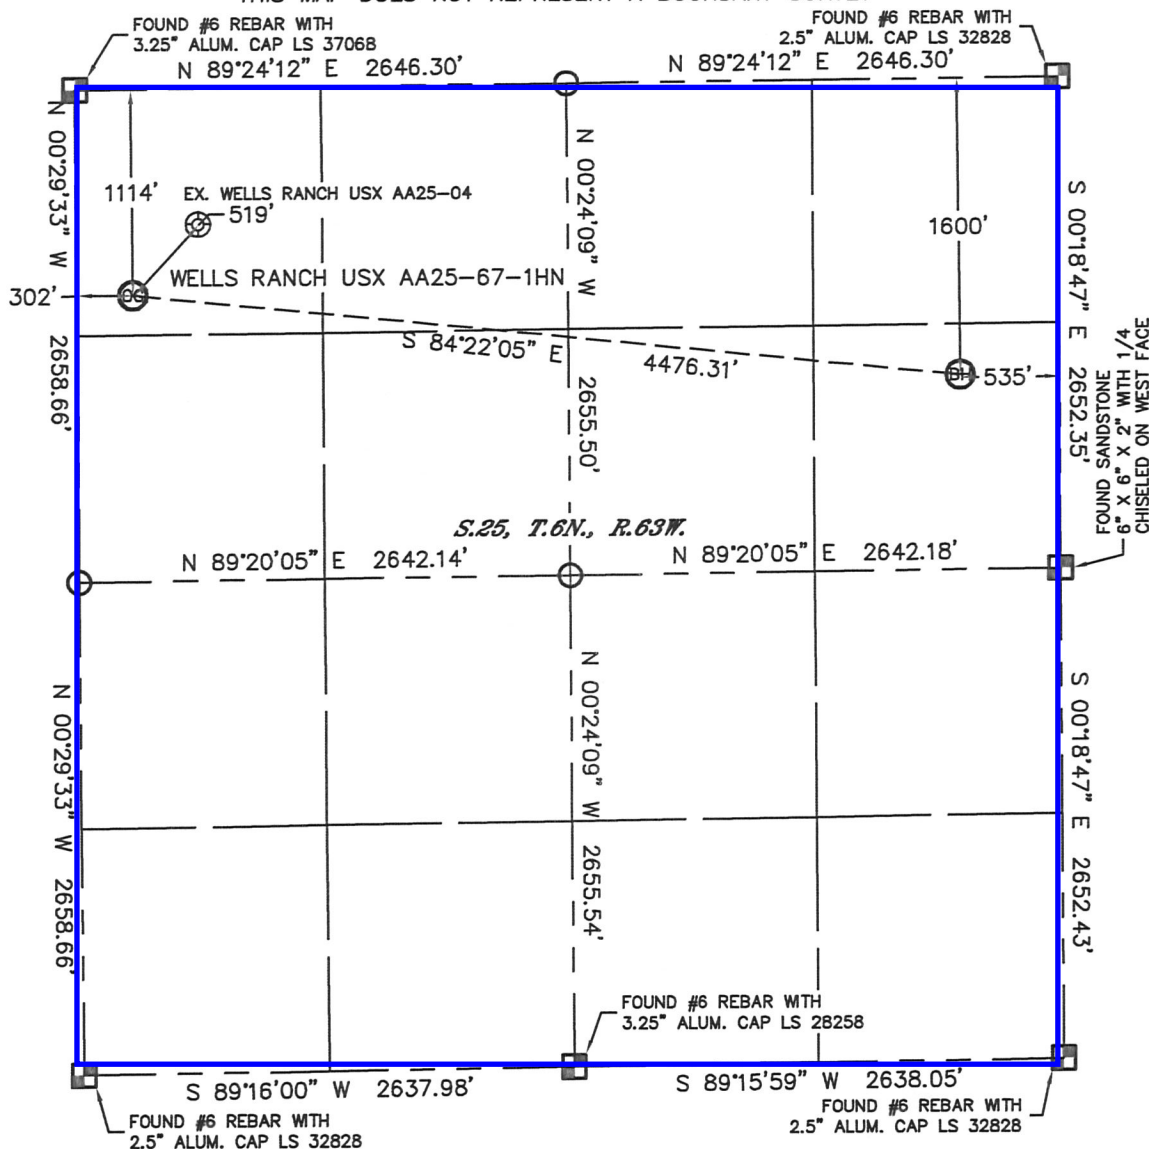 FOUND #6 REBAR WITH
3.25" ALUM. CAP LS 37068
FOUND #6 REBAR WITH
2.5" ALUM. CAP LS 32828
N 89°24'12" E 2646.30'
N 89°24'12" E 2646.30'
N 00°29'33" W 2658.66'
1114'
EX. WELLS RANCH USX AA25-04
519'
N 00°24'09" W 2655.50'
1600'
S 00°18'47" E 2652.35'
WELLS RANCH USX AA25-67-1HN
302'
S 84°22'05" E 4476.31'
BH
535'
FOUND SANDSTONE
6" X 6" X 2" WITH 1/4
CHISELED ON WEST FACE
S.25, T.6N., R.63W.
N 89°20'05" E 2642.14'
N 89°20'05" E 2642.18'
N 00°29'33" W 2658.66'
N 00°24'09" W 2655.54'
S 00°18'47" E 2652.43'
FOUND #6 REBAR WITH
3.25" ALUM. CAP LS 28258
S 89°16'00" W 2637.98'
S 89°15'59" W 2638.05'
FOUND #6 REBAR WITH
2.5" ALUM. CAP LS 32828
FOUND #6 REBAR WITH
2.5" ALUM. CAP LS 32828